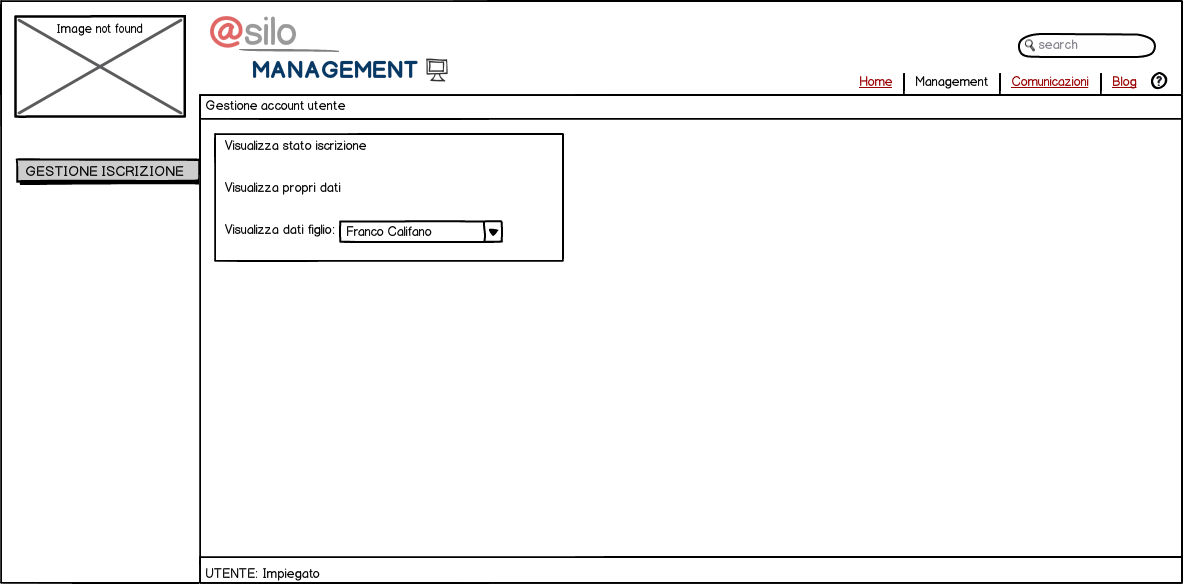 Image not found
@silo
MANAGEMENT
search
Home
Management
Comunicazioni
Blog
?
Gestione account utente
GESTIONE ISCRIZIONE
Visualizza stato iscrizione
Visualizza propri dati
Visualizza dati figlio: Franco Califano
UTENTE: Impiegato